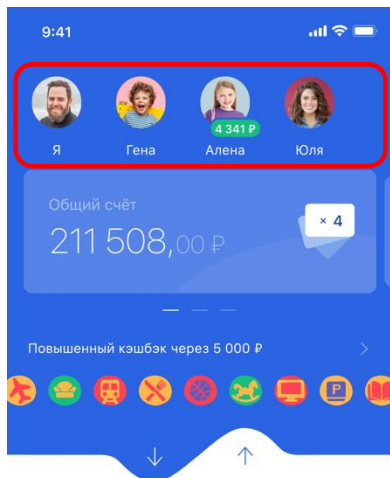 9:41
4 341 ₽
Я Гена Алена Юля
Общий счёт
211 508,00 ₽
× 4
Повышенный кэшбэк через 5 000 ₽
P